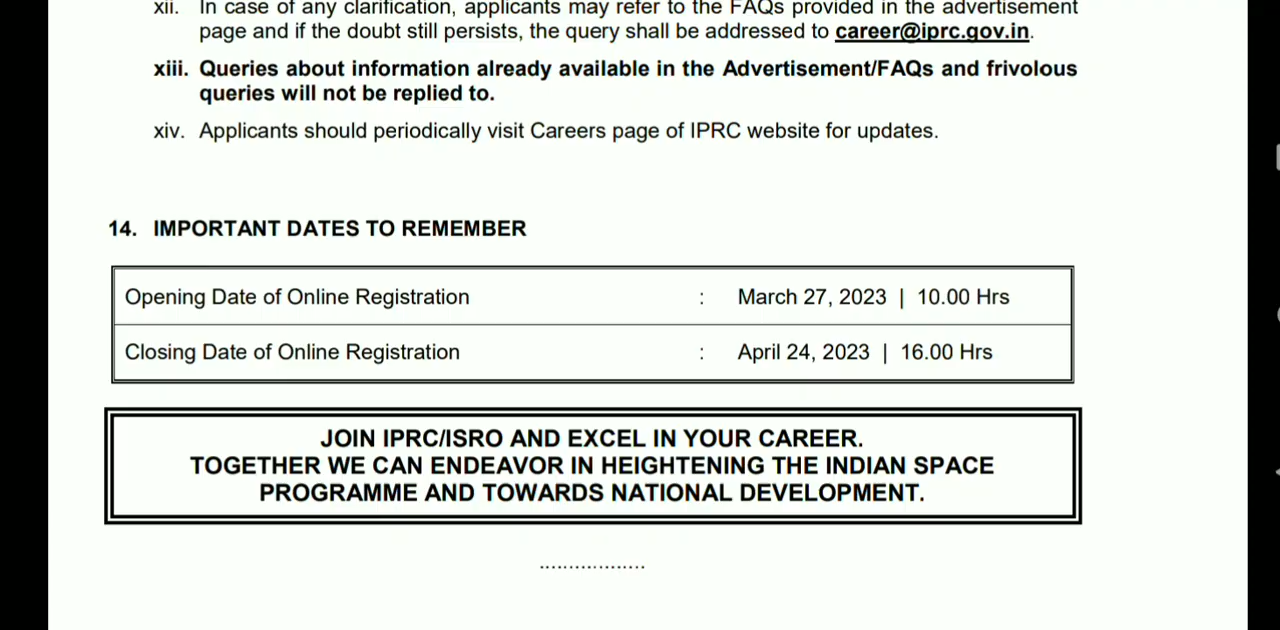 xii. In case of any clarification, applicants may refer to the FAQs provided in the advertisement
page and if the doubt still persists, the query shall be addressed to career@iprc.gov.in.
xiii. Queries about information already available in the Advertisement/FAQs and frivolous
queries will not be replied to.
xiv. Applicants should periodically visit Careers page of IPRC website for updates.
14. IMPORTANT DATES TO REMEMBER
Opening Date of Online Registration : March 27, 2023 | 10.00 Hrs
Closing Date of Online Registration : April 24, 2023 | 16.00 Hrs
JOIN IPRC/ISRO AND EXCEL IN YOUR CAREER.
TOGETHER WE CAN ENDEAVOR IN HEIGHTENING THE INDIAN SPACE
PROGRAMME AND TOWARDS NATIONAL DEVELOPMENT.
..................